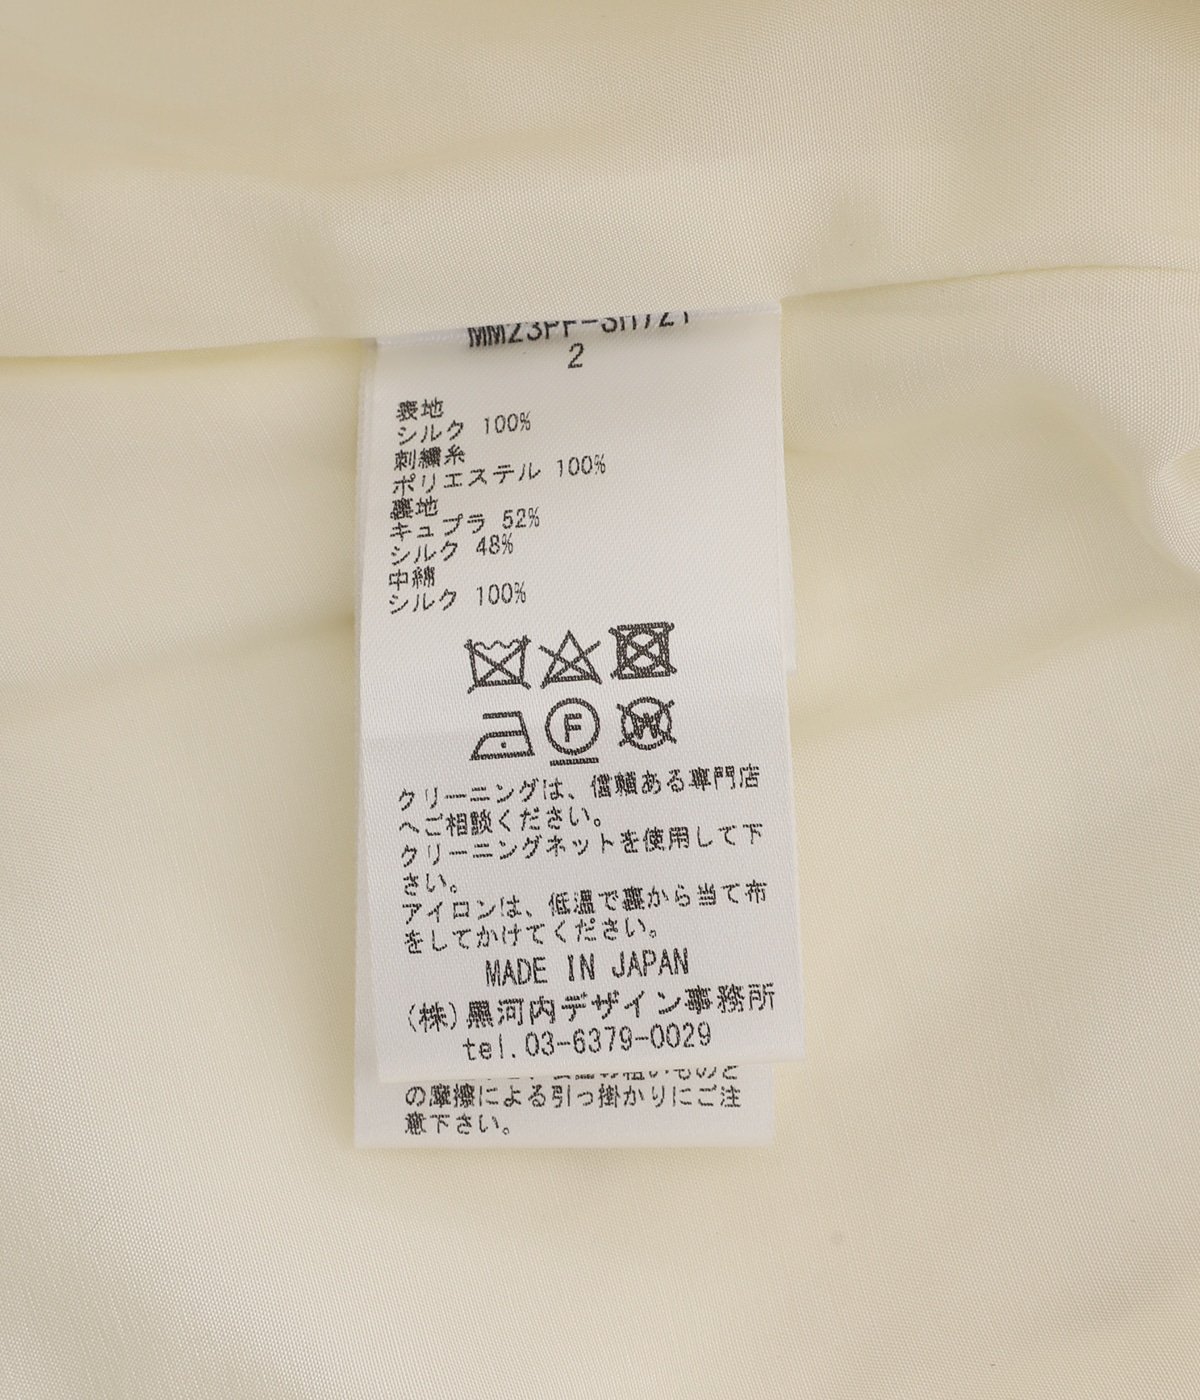 MM23PF-SH721
2
表地
シルク 100%
刺繍糸
ポリエステル 100%
裏地
キュプラ 52%
シルク 48%
中綿
シルク 100%
F
W
クリーニングは、信頼ある専門店
へご相談ください。
クリーニングネットを使用して下
さい。
アイロンは、低温で裏から当て布
をしてかけてください。
MADE IN JAPAN
(株)黒河内デザイン事務所
tel.03-6379-0029
の摩擦による引っ掛かりにご注
意下さい。